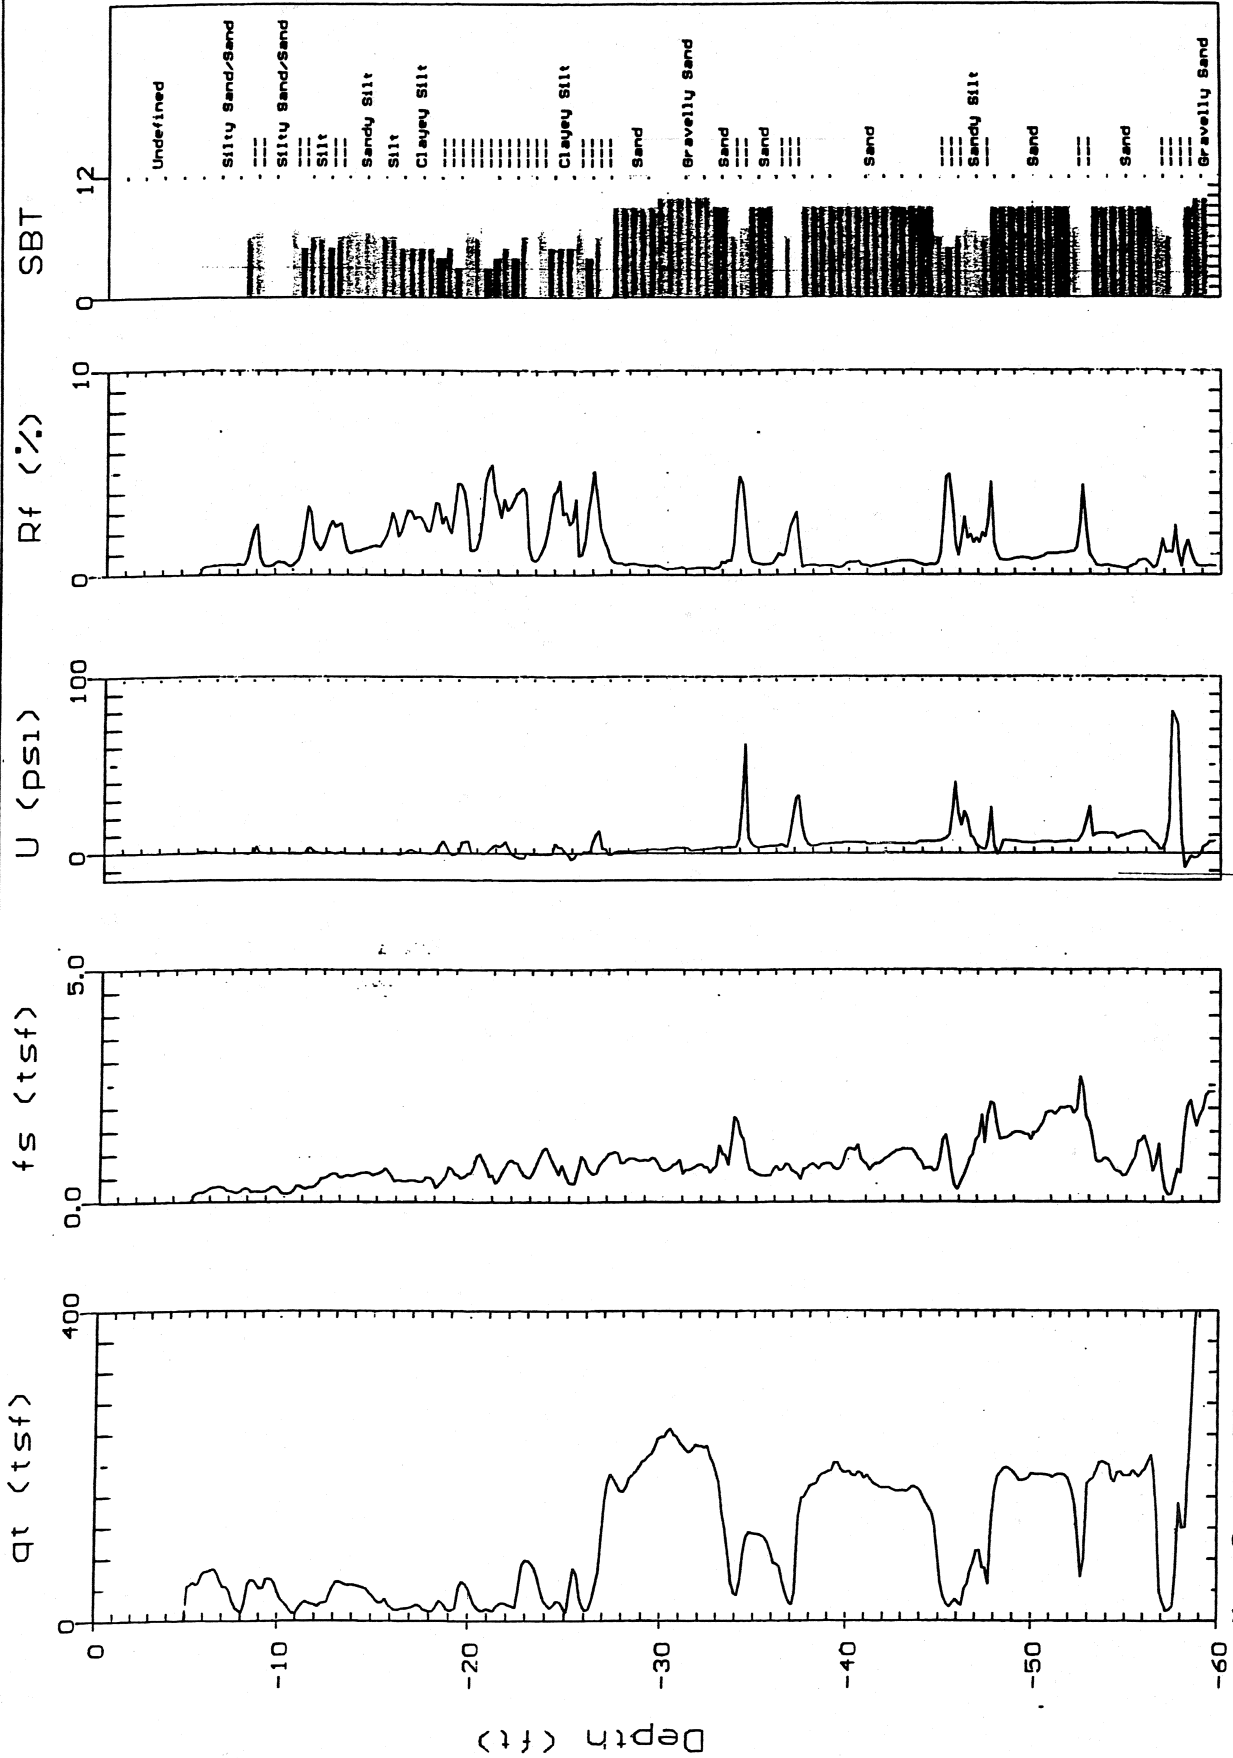 qt (tsf)
fs (tsf)
U (psi)
Rf (%)
SBT
0
400
0.0
5.0
0
100
0
10
0
12
0
-10
-20
-30
-40
-50
-60
Depth (ft)
Undefined
Silty Sand/Sand
Silty Sand/Sand
Silt
Sandy Silt
Silt
Clayey Silt
Clayey Silt
Sand
Gravelly Sand
Sand
Sand
Sand
Sandy Silt
Sand
Sand
Gravelly Sand